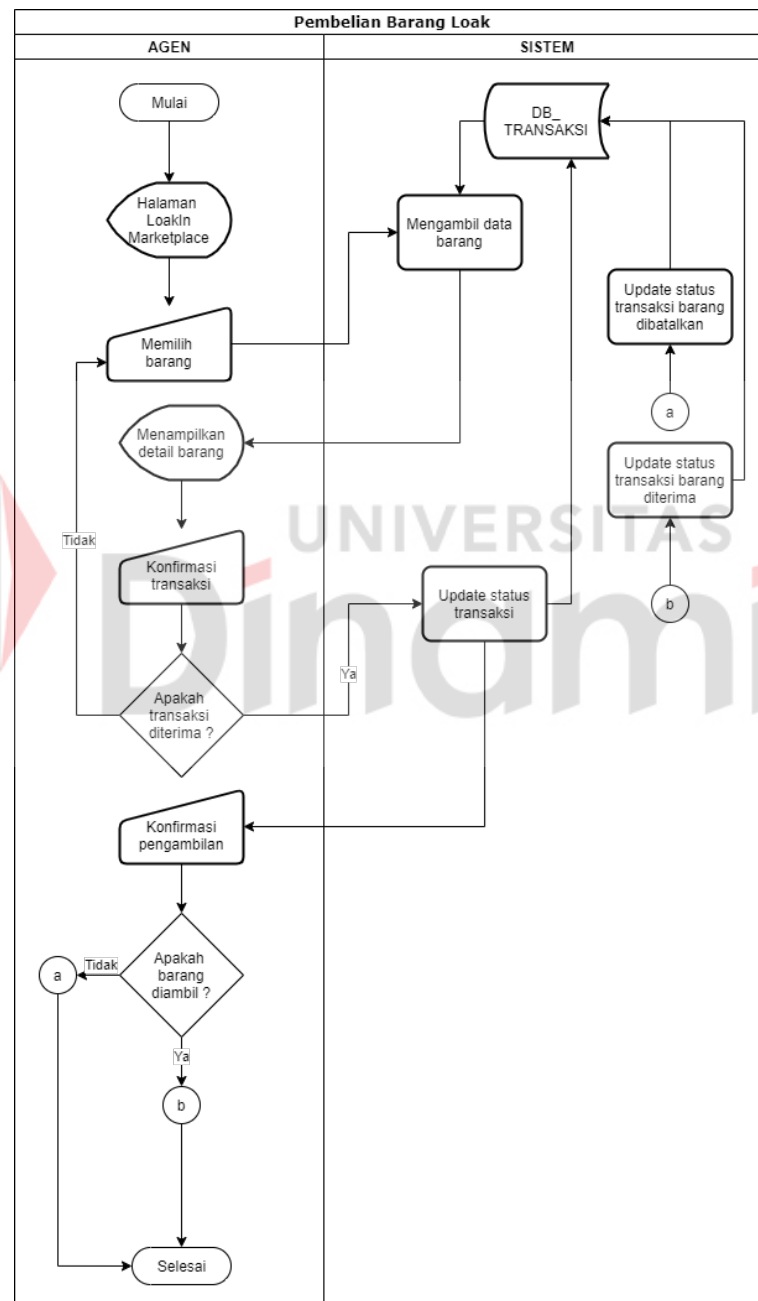 Pembelian Barang Loak
AGEN
SISTEM
Mulai
DB_
TRANSAKSI
Halaman
LoakIn
Marketplace
Mengambil data
barang
Update status
transaksi barang
dibatalkan
Memilih
barang
a
Menampilkan
detail barang
Update status
transaksi barang
diterima
UNIVERSITAS
Dinami
Tidak
Konfirmasi
transaksi
Update status
transaksi
b
Ya
Apakah
transaksi
diterima ?
Konfirmasi
pengambilan
Apakah
barang
diambil ?
Tidak
a
Ya
b
Selesai